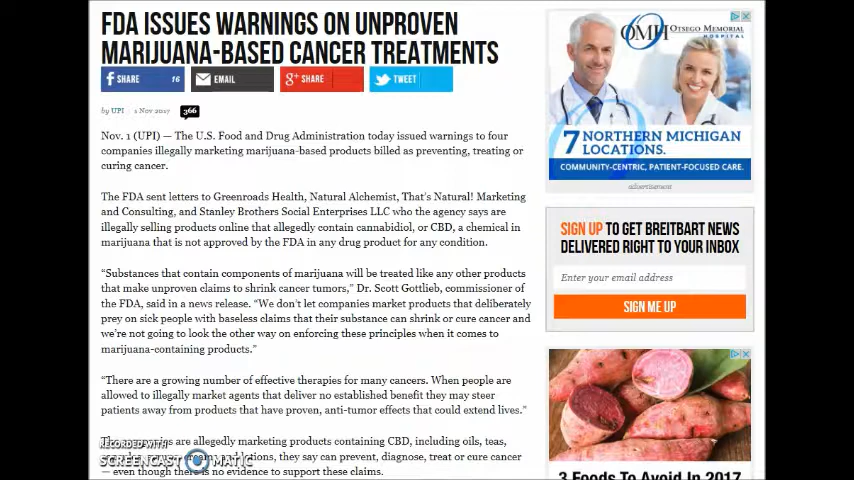 FDA ISSUES WARNINGS ON UNPROVEN
MARIJUANA-BASED CANCER TREATMENTS
f SHARE 16
EMAIL
g+ SHARE
TWEET
by UPI | 1 Nov 2017 366
Nov. 1 (UPI) — The U.S. Food and Drug Administration today issued warnings to four
companies illegally marketing marijuana-based products billed as preventing, treating or
curing cancer.
The FDA sent letters to Greenroads Health, Natural Alchemist, That's Natural! Marketing
and Consulting, and Stanley Brothers Social Enterprises LLC who the agency says are
illegally selling products online that allegedly contain cannabidiol, or CBD, a chemical in
marijuana that is not approved by the FDA in any drug product for any condition.
“Substances that contain components of marijuana will be treated like any other products
that make unproven claims to shrink cancer tumors,” Dr. Scott Gottlieb, commissioner of
the FDA, said in a news release. “We don't let companies market products that deliberately
prey on sick people with baseless claims that their substance can shrink or cure cancer and
we're not going to look the other way on enforcing these principles when it comes to
marijuana-containing products.”
“There are a growing number of effective therapies for many cancers. When people are
allowed to illegally market agents that deliver no established benefit they may steer
patients away from products that have proven, anti-tumor effects that could extend lives.”
are allegedly marketing products containing CBD, including oils, teas,
they say can prevent, diagnose, treat or cure cancer
— even though there is no evidence to support these claims.
RECORDED WITH
SCREENCAST MATIC
OMH OTSEGO MEMORIAL
HOSPITAL
7 NORTHERN MICHIGAN
LOCATIONS.
COMMUNITY-CENTRIC, PATIENT-FOCUSED CARE.
advertisement
SIGN UP TO GET BREITBART NEWS
DELIVERED RIGHT TO YOUR INBOX
Enter your email address
SIGN ME UP
3 Foods To Avoid In 2017